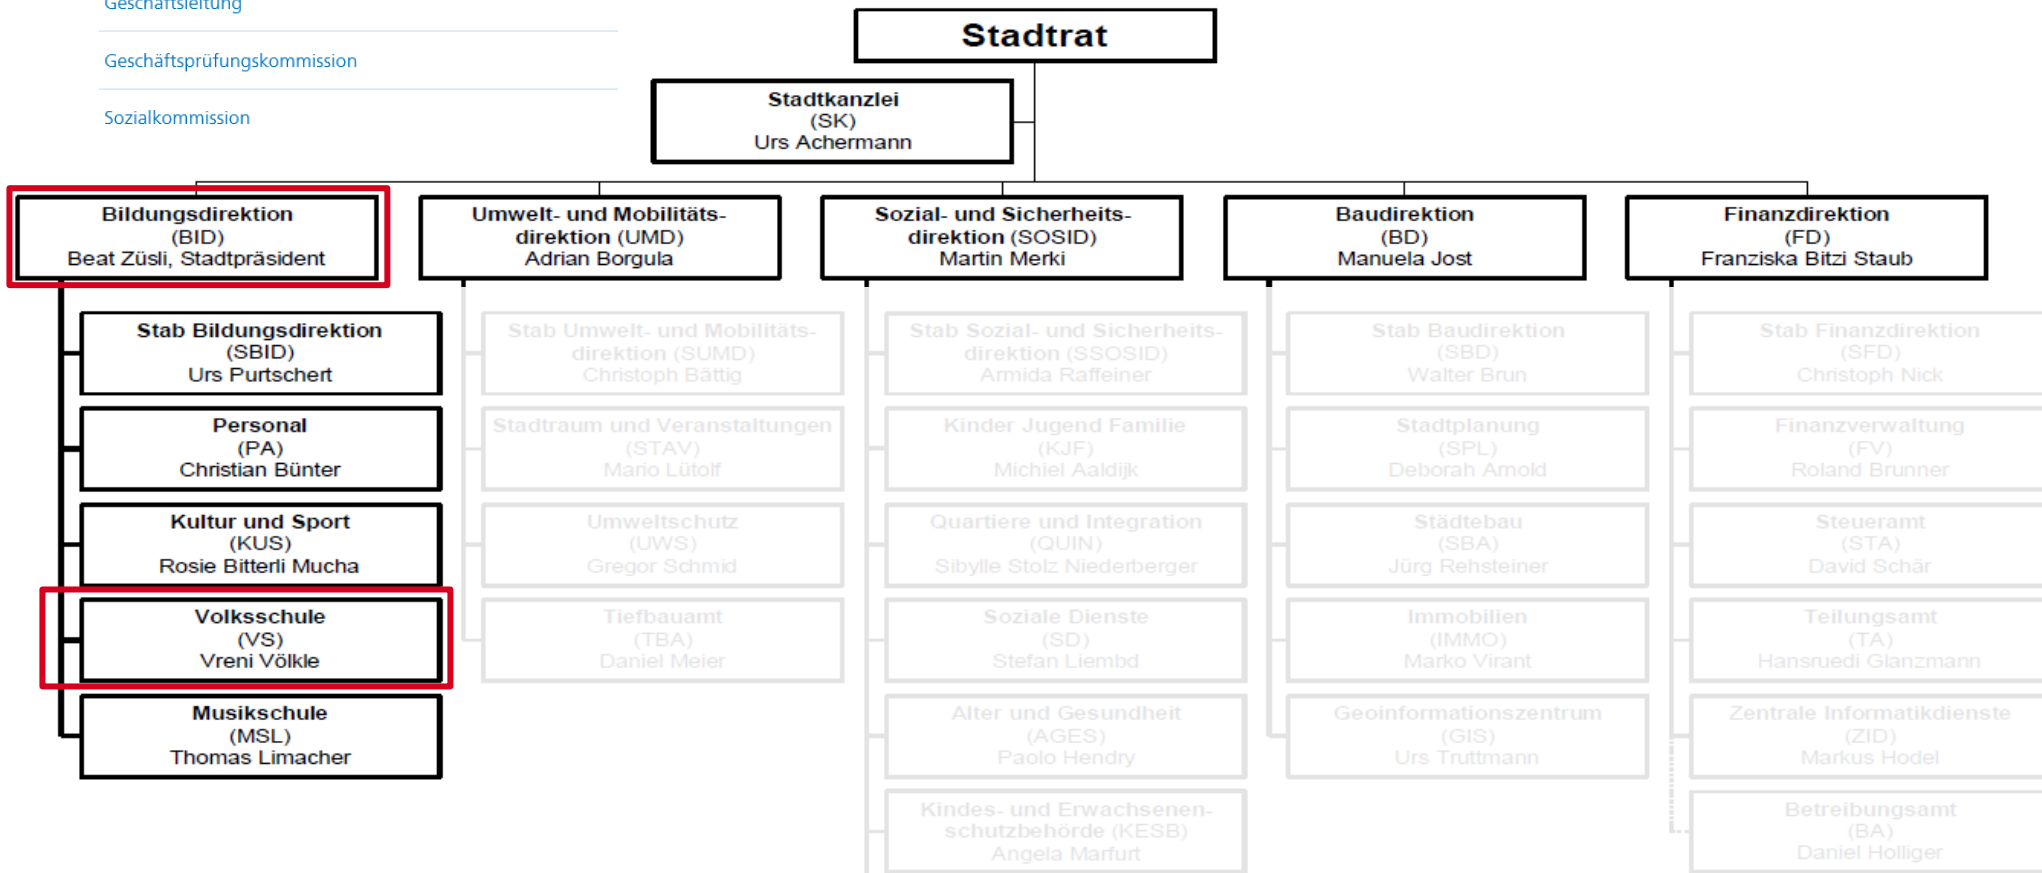 Geschäftsleitung
Geschäftsprüfungskommission
Sozialkommission
Stadtrat
Stadtkanzlei
(SK)
Urs Achermann
Bildungsdirektion
(BID)
Beat Züsli, Stadtpräsident
Umwelt- und Mobilitäts-
direktion (UMD)
Adrian Borgula
Sozial- und Sicherheits-
direktion (SOSID)
Martin Merki
Baudirektion
(BD)
Manuela Jost
Finanzdirektion
(FD)
Franziska Bitzi Staub
Stab Bildungsdirektion
(SBID)
Urs Purtschert
Personal
(PA)
Christian Bünter
Kultur und Sport
(KUS)
Rosie Bitterli Mucha
Volksschule
(VS)
Vreni Völkle
Musikschule
(MSL)
Thomas Limacher
Stab Umwelt- und Mobilitäts-
direktion (SUMD)
Christoph Bättig
Stadtraum und Veranstaltungen
(STAV)
Mario Lütolf
Umweltschutz
(UWS)
Gregor Schmid
Tiefbauamt
(TBA)
Daniel Meier
Stab Sozial- und Sicherheits-
direktion (SSOSID)
Armida Raffeiner
Kinder Jugend Familie
(KJF)
Michiel Aaldijk
Quartiere und Integration
(QUIN)
Sibylle Stolz Niederberger
Soziale Dienste
(SD)
Stefan Liembd
Alter und Gesundheit
(AGES)
Paolo Hendry
Kindes- und Erwachsenen-
schutzbehörde (KESB)
Angela Marfurt
Stab Baudirektion
(SBD)
Walter Brun
Stadtplanung
(SPL)
Deborah Arnold
Städtebau
(SBA)
Jürg Rehsteiner
Immobilien
(IMMO)
Marko Virant
Geoinformationszentrum
(GIS)
Urs Truttmann
Stab Finanzdirektion
(SFD)
Christoph Nick
Finanzverwaltung
(FV)
Roland Brunner
Steueramt
(STA)
David Schär
Teilungsamt
(TA)
Hansruedi Glanzmann
Zentrale Informatikdienste
(ZID)
Markus Hodel
Betreibungsamt
(BA)
Daniel Holliger